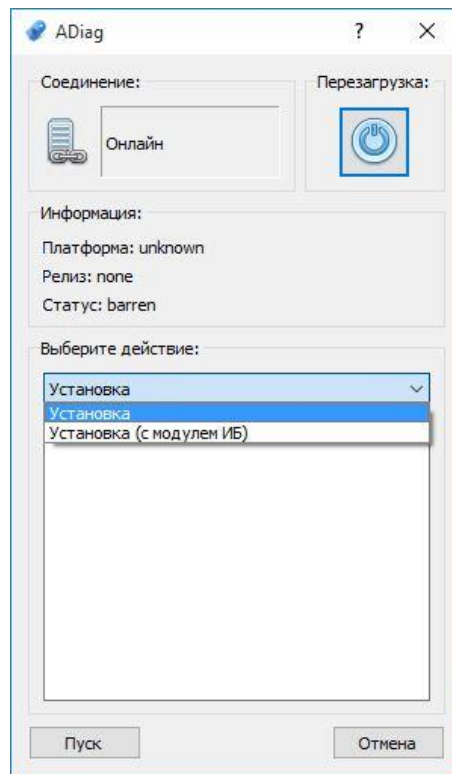 ADiag
?
Соединение:
Перезагрузка:
Онлайн
Информация:
Платформа: unknown
Релиз: none
Статус: barren
Выберите действие:
Установка
Установка
Установка (с модулем ИБ)
Пуск
Отмена